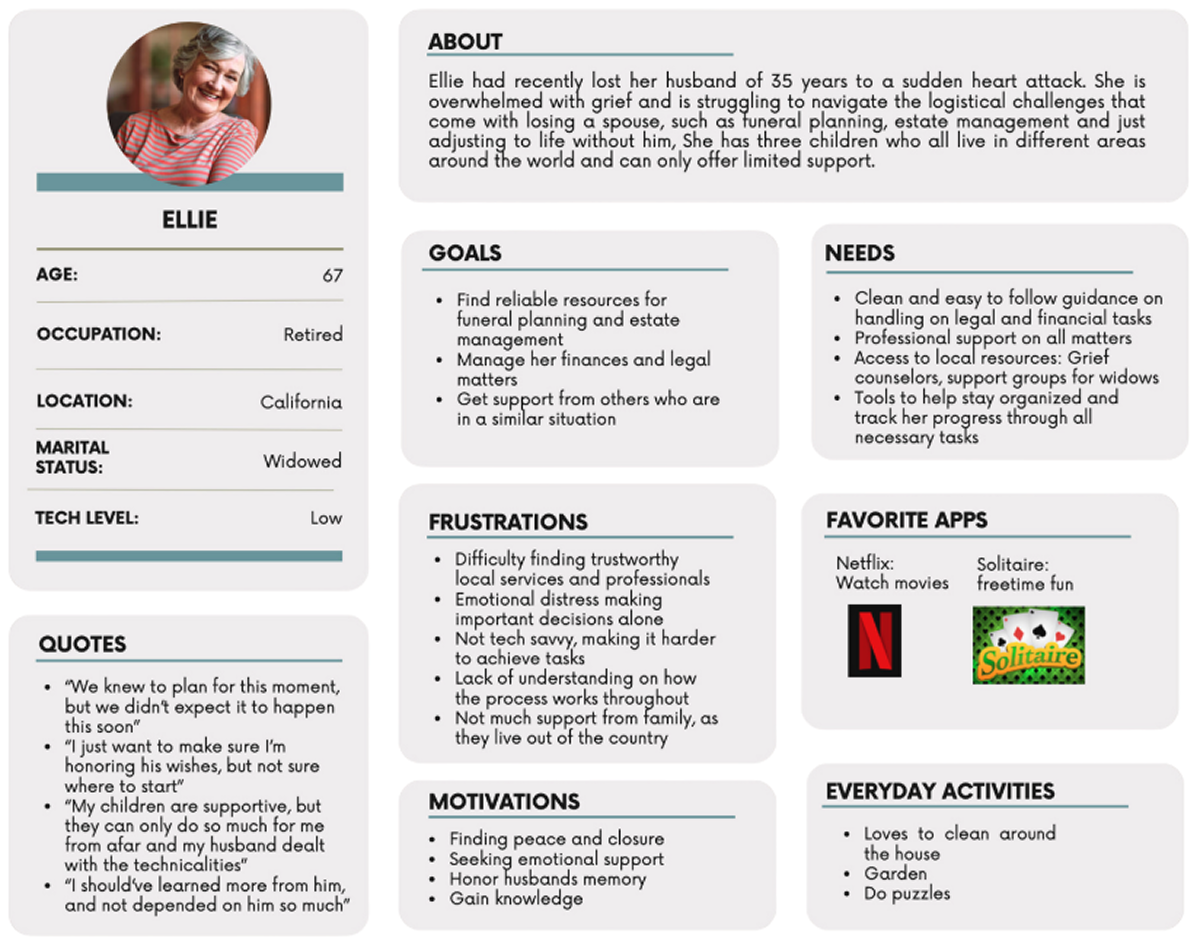 ELLIE
AGE: 67
OCCUPATION: Retired
LOCATION: California
MARITAL
STATUS: Widowed
TECH LEVEL: Low
QUOTES
• “We knew to plan for this moment,
but we didn't expect it to happen
this soon”
• “I just want to make sure I'm
honoring his wishes, but not sure
where to start”
• “My children are supportive, but
they can only do so much for me
from afar and my husband dealt
with the technicalities”
• “I should've learned more from him,
and not depended on him so much”
ABOUT
Ellie had recently lost her husband of 35 years to a sudden heart attack. She is
overwhelmed with grief and is struggling to navigate the logistical challenges that
come with losing a spouse, such as funeral planning, estate management and just
adjusting to life without him, She has three children who all live in different areas
around the world and can only offer limited support.
GOALS
• Find reliable resources for
funeral planning and estate
management
• Manage her finances and legal
matters
• Get support from others who are
in a similar situation
NEEDS
• Clean and easy to follow guidance on
handling on legal and financial tasks
• Professional support on all matters
• Access to local resources: Grief
counselors, support groups for widows
• Tools to help stay organized and
track her progress through all
necessary tasks
FRUSTRATIONS
• Difficulty finding trustworthy
local services and professionals
• Emotional distress making
important decisions alone
• Not tech savvy, making it harder
to achieve tasks
• Lack of understanding on how
the process works throughout
• Not much support from family, as
they live out of the country
FAVORITE APPS
Netflix:
Watch movies
N
Solitaire:
freetime fun
Solitaire
MOTIVATIONS
• Finding peace and closure
• Seeking emotional support
• Honor husbands memory
• Gain knowledge
EVERYDAY ACTIVITIES
• Loves to clean around
the house
• Garden
• Do puzzles